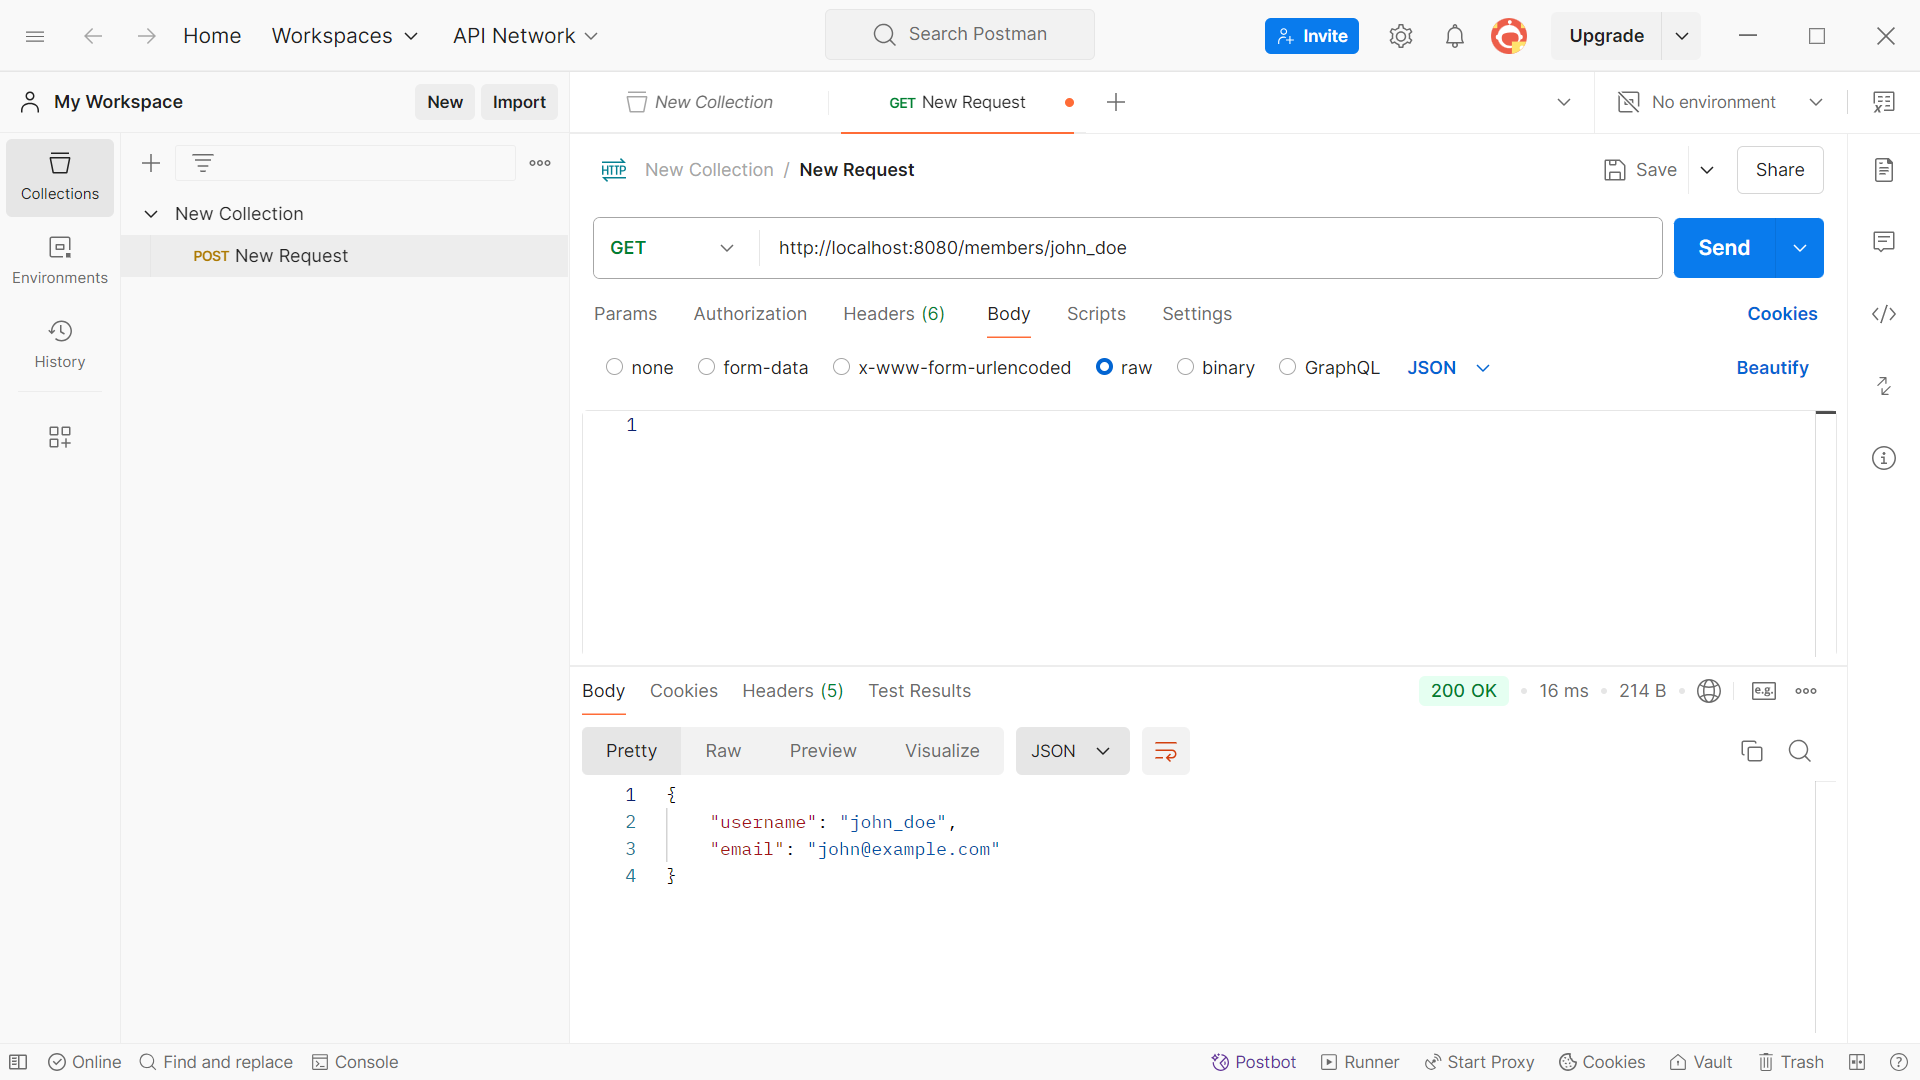 Home
Workspaces
API Network
Search Postman
Invite
Upgrade
My Workspace
New
Import
New Collection
GET New Request
No environment
Collections
Environments
History
New Collection
POST New Request
HTTP
New Collection / New Request
Save
Share
GET
http://localhost:8080/members/john_doe
Send
Params
Authorization
Headers (6)
Body
Scripts
Settings
Cookies
none
form-data
x-www-form-urlencoded
raw
binary
GraphQL
JSON
Beautify
1
Body
Cookies
Headers (5)
Test Results
200 OK
16 ms
214 B
e.g.
Pretty
Raw
Preview
Visualize
JSON
1 {
2 "username": "john_doe",
3 "email": "john@example.com"
4 }
Online
Find and replace
Console
Postbot
Runner
Start Proxy
Cookies
Vault
Trash